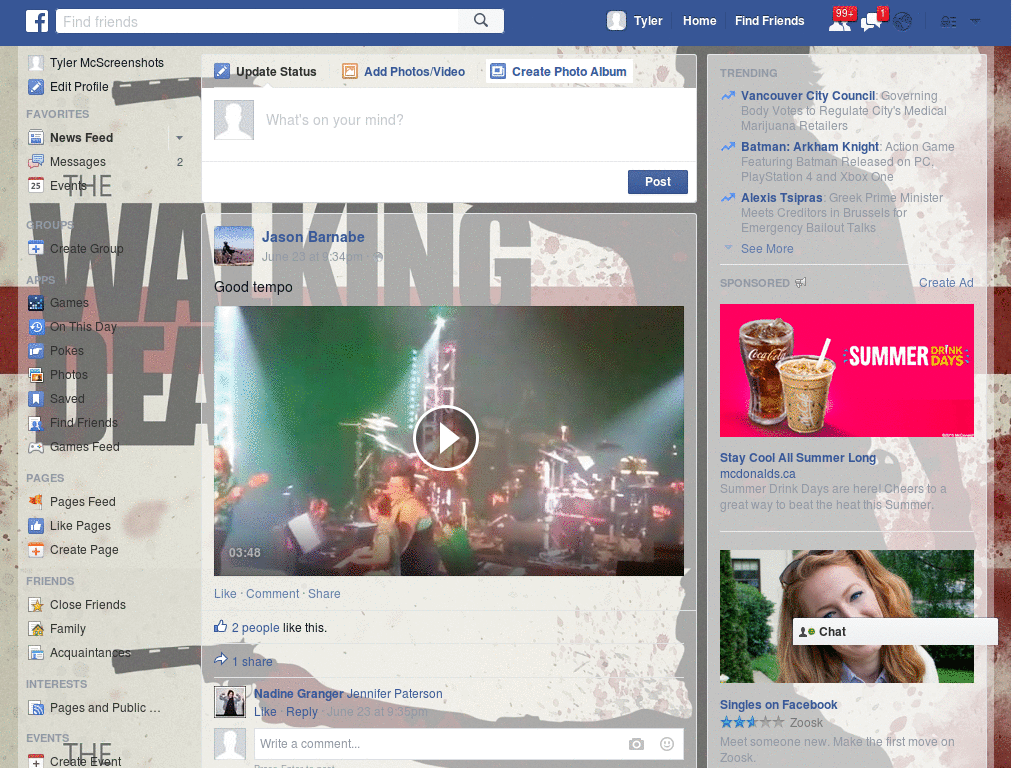 f Find friends
Tyler Home Find Friends 99+ 1
Tyler McScreenshots
Edit Profile
FAVORITES
News Feed
Messages 2
25 Events
GROUPS
Create Group
APPS
Games
On This Day
Pokes
Photos
Saved
Find Friends
Games Feed
PAGES
Pages Feed
Like Pages
Create Page
FRIENDS
Close Friends
Family
Acquaintances
INTERESTS
Pages and Public ...
EVENTS
Create Event
THE
WALKING
DEA
THE
Update Status Add Photos/Video Create Photo Album
What's on your mind?
Post
Jason Barnabe
June 23 at 9:34pm ·
Good tempo
03:48
Like · Comment · Share
2 people like this.
1 share
Nadine Granger Jennifer Paterson
Like · Reply · June 23 at 9:35pm
Write a comment...
Press Enter to post.
TRENDING
Vancouver City Council: Governing
Body Votes to Regulate City's Medical
Marijuana Retailers
Batman: Arkham Knight: Action Game
Featuring Batman Released on PC,
PlayStation 4 and Xbox One
Alexis Tsipras: Greek Prime Minister
Meets Creditors in Brussels for
Emergency Bailout Talks
See More
SPONSORED Create Ad
Coca-Cola
SUMMER DRINK DAYS
Stay Cool All Summer Long
mcdonalds.ca
Summer Drink Days are here! Cheers to a
great way to beat the heat this Summer.
Chat
Singles on Facebook
Zoosk
Meet someone new. Make the first move on
Zoosk.